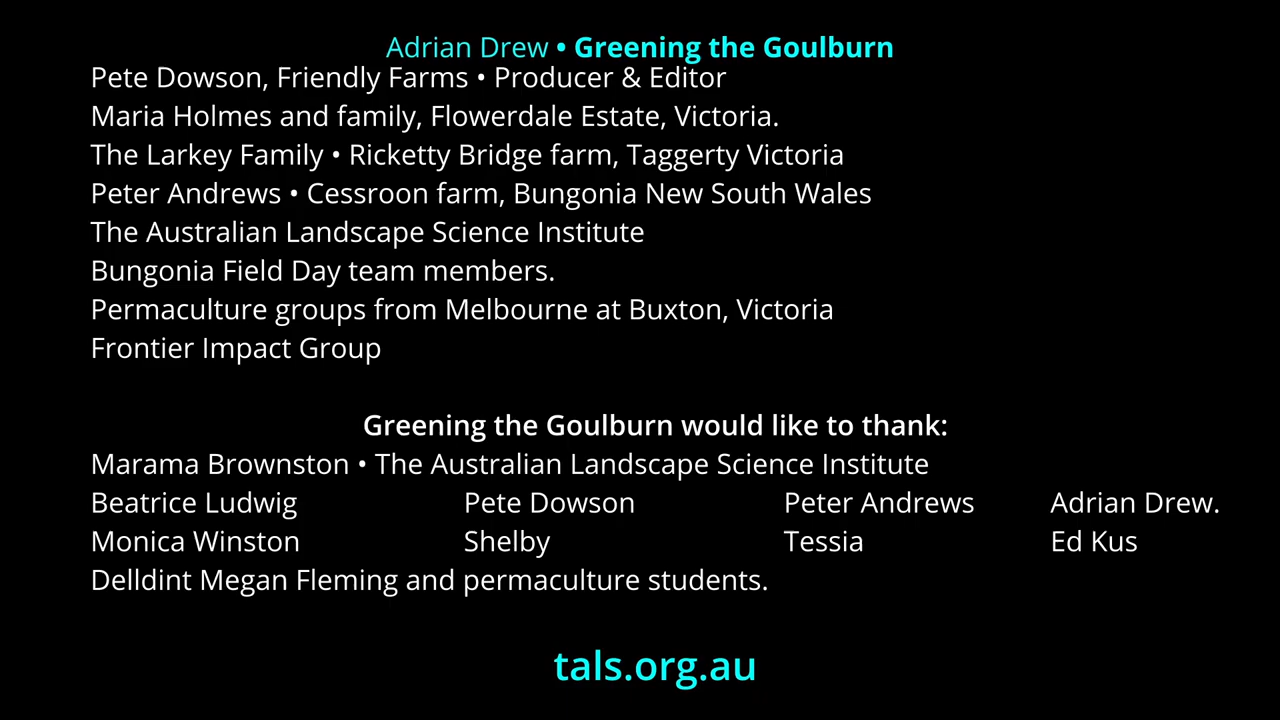 Adrian Drew • Greening the Goulburn
Pete Dowson, Friendly Farms • Producer & Editor
Maria Holmes and family, Flowerdale Estate, Victoria.
The Larkey Family • Ricketty Bridge farm, Taggerty Victoria
Peter Andrews • Cessroon farm, Bungonia New South Wales
The Australian Landscape Science Institute
Bungonia Field Day team members.
Permaculture groups from Melbourne at Buxton, Victoria
Frontier Impact Group
Greening the Goulburn would like to thank:
Marama Brownston • The Australian Landscape Science Institute
Beatrice Ludwig Pete Dowson Peter Andrews Adrian Drew.
Monica Winston Shelby Tessia Ed Kus
Delldint Megan Fleming and permaculture students.
tals.org.au